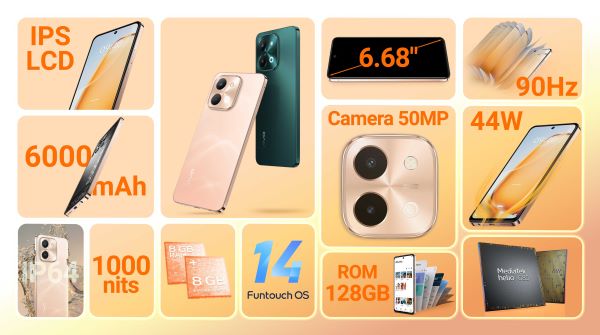 IPS
LCD
6.68"
90Hz
6000
mAh
Camera 50MP
44W
IP64
1000
nits
8 GB
+
8 GB
14
Funtouch OS
ROM
128GB
MediaTek
helio